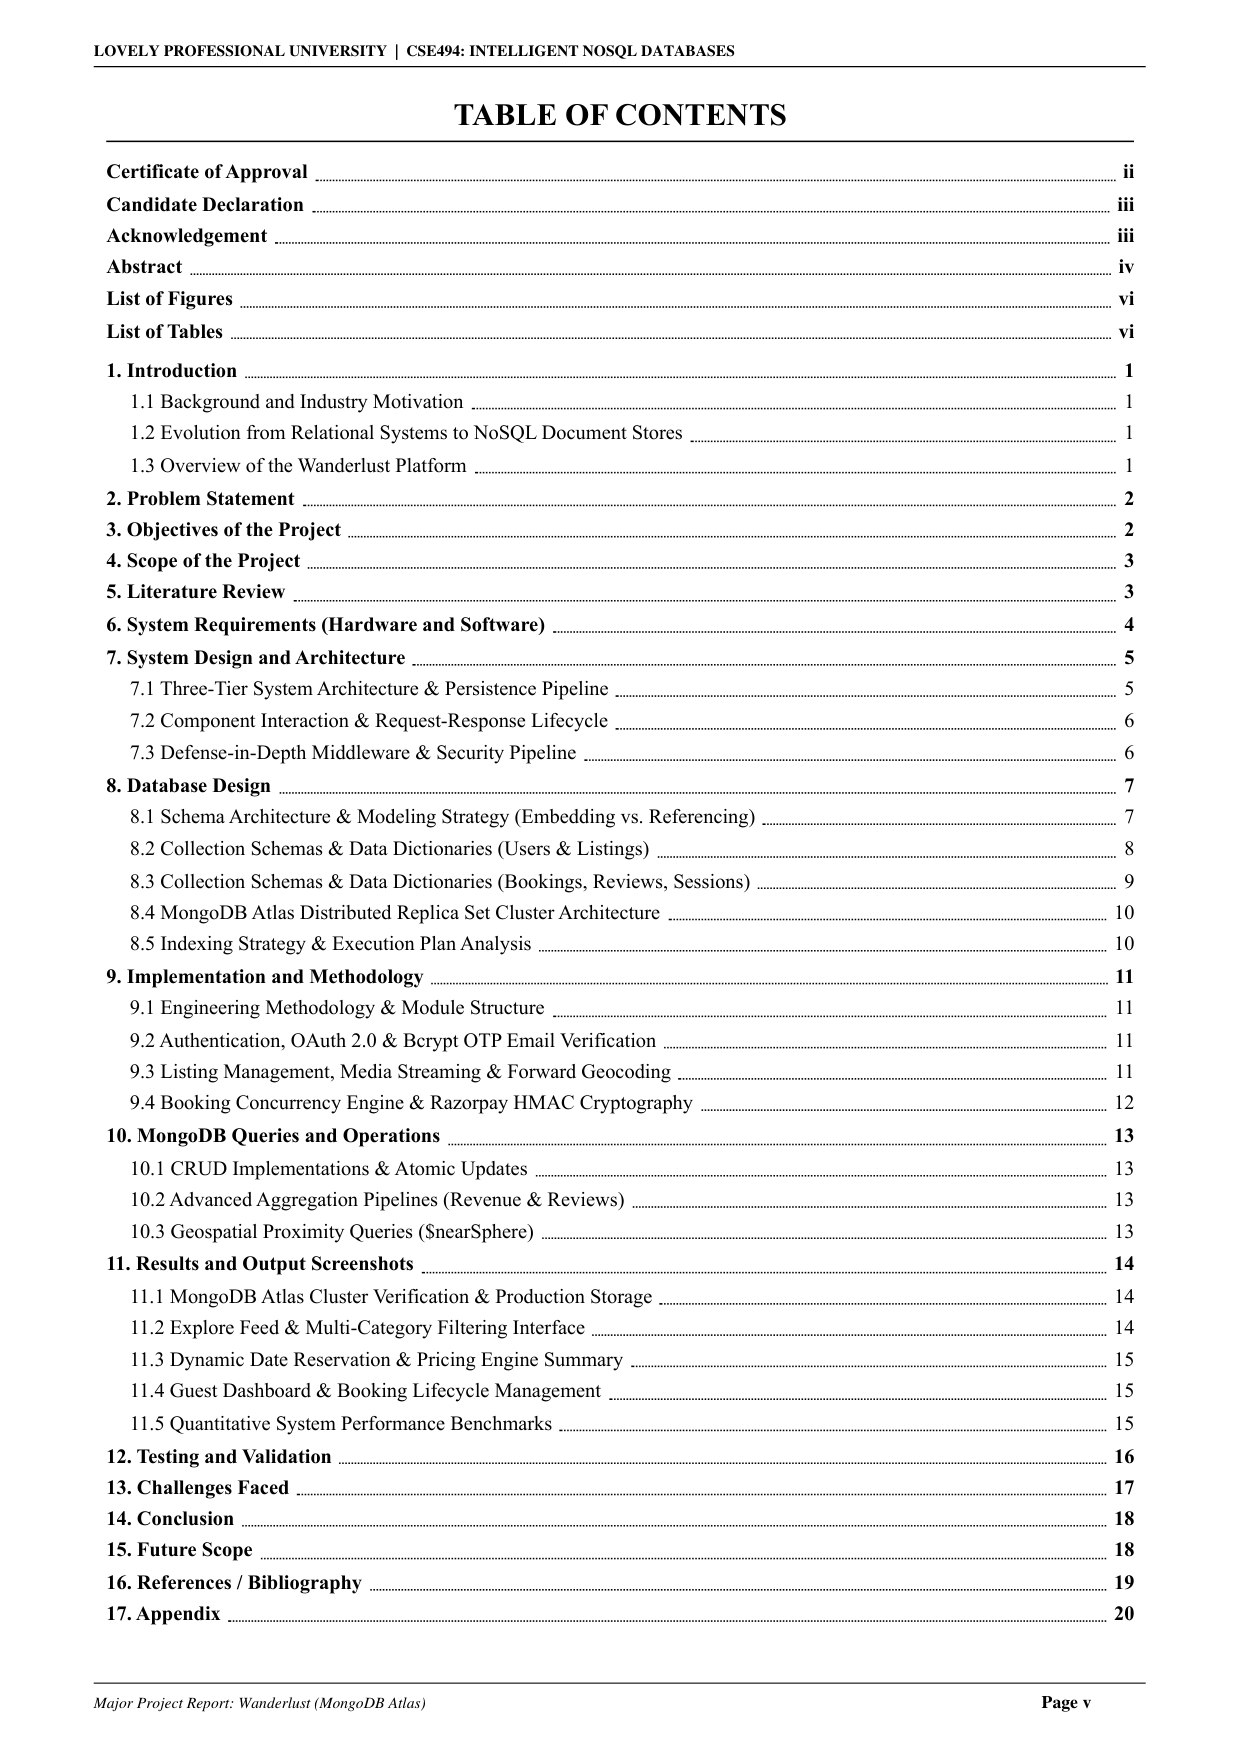 LOVELY PROFESSIONAL UNIVERSITY | CSE494: INTELLIGENT NOSQL DATABASES
TABLE OF CONTENTS
Certificate of Approval ii
Candidate Declaration iii
Acknowledgement iii
Abstract iv
List of Figures vi
List of Tables vi
1. Introduction 1
1.1 Background and Industry Motivation 1
1.2 Evolution from Relational Systems to NoSQL Document Stores 1
1.3 Overview of the Wanderlust Platform 1
2. Problem Statement 2
3. Objectives of the Project 2
4. Scope of the Project 3
5. Literature Review 3
6. System Requirements (Hardware and Software) 4
7. System Design and Architecture 5
7.1 Three-Tier System Architecture & Persistence Pipeline 5
7.2 Component Interaction & Request-Response Lifecycle 6
7.3 Defense-in-Depth Middleware & Security Pipeline 6
8. Database Design 7
8.1 Schema Architecture & Modeling Strategy (Embedding vs. Referencing) 7
8.2 Collection Schemas & Data Dictionaries (Users & Listings) 8
8.3 Collection Schemas & Data Dictionaries (Bookings, Reviews, Sessions) 9
8.4 MongoDB Atlas Distributed Replica Set Cluster Architecture 10
8.5 Indexing Strategy & Execution Plan Analysis 10
9. Implementation and Methodology 11
9.1 Engineering Methodology & Module Structure 11
9.2 Authentication, OAuth 2.0 & Bcrypt OTP Email Verification 11
9.3 Listing Management, Media Streaming & Forward Geocoding 11
9.4 Booking Concurrency Engine & Razorpay HMAC Cryptography 12
10. MongoDB Queries and Operations 13
10.1 CRUD Implementations & Atomic Updates 13
10.2 Advanced Aggregation Pipelines (Revenue & Reviews) 13
10.3 Geospatial Proximity Queries ($nearSphere) 13
11. Results and Output Screenshots 14
11.1 MongoDB Atlas Cluster Verification & Production Storage 14
11.2 Explore Feed & Multi-Category Filtering Interface 14
11.3 Dynamic Date Reservation & Pricing Engine Summary 15
11.4 Guest Dashboard & Booking Lifecycle Management 15
11.5 Quantitative System Performance Benchmarks 15
12. Testing and Validation 16
13. Challenges Faced 17
14. Conclusion 18
15. Future Scope 18
16. References / Bibliography 19
17. Appendix 20
Major Project Report: Wanderlust (MongoDB Atlas) Page v